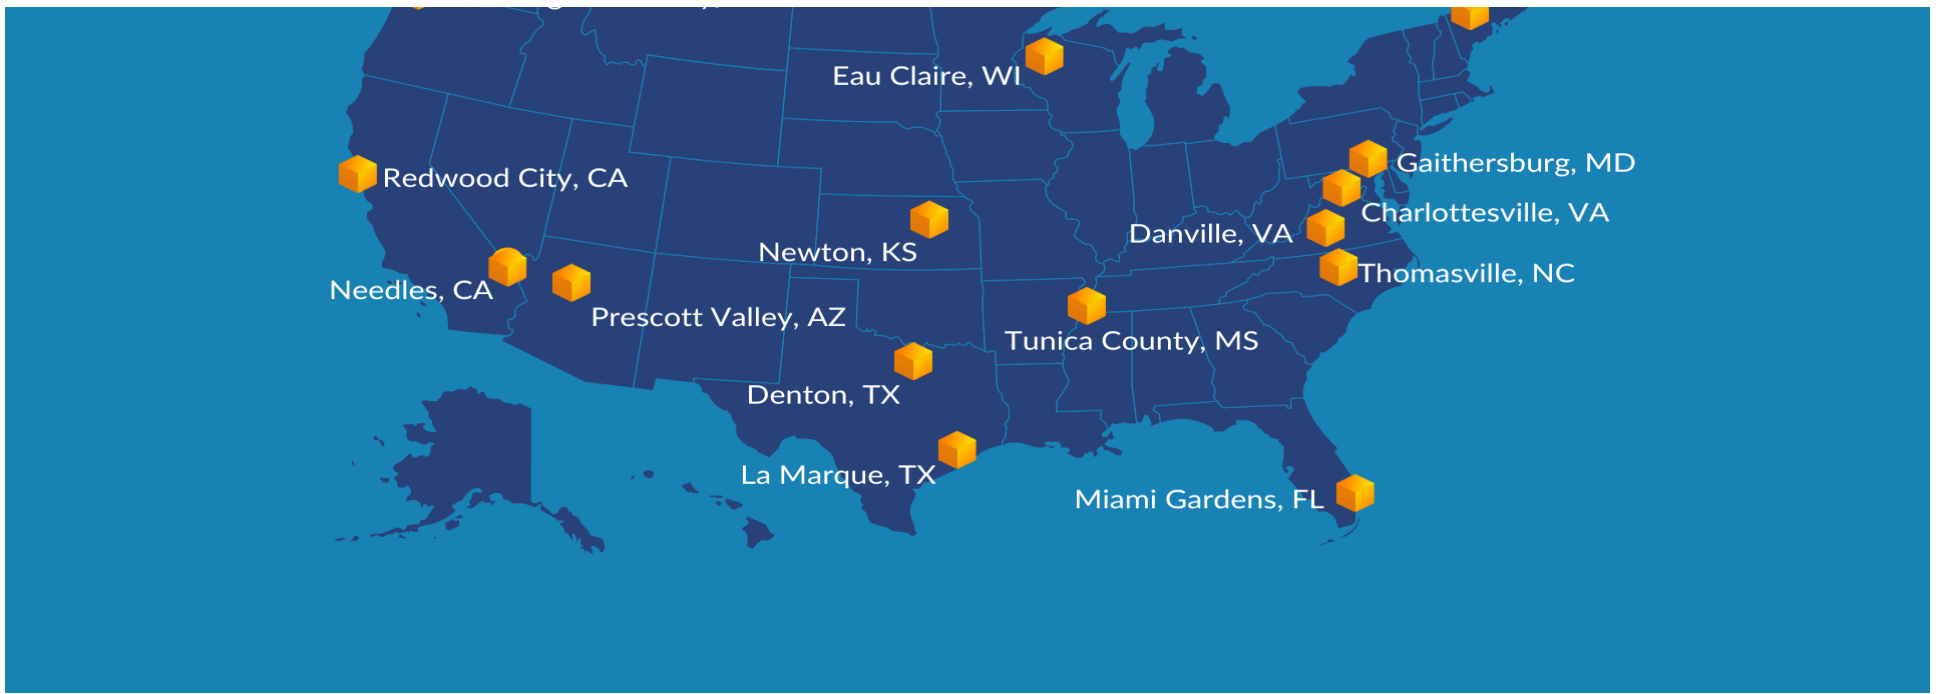 Eau Claire, WI
Gaithersburg, MD
Redwood City, CA
Charlottesville, VA
Danville, VA
Newton, KS
Thomasville, NC
Needles, CA
Prescott Valley, AZ
Tunica County, MS
Denton, TX
La Marque, TX
Miami Gardens, FL